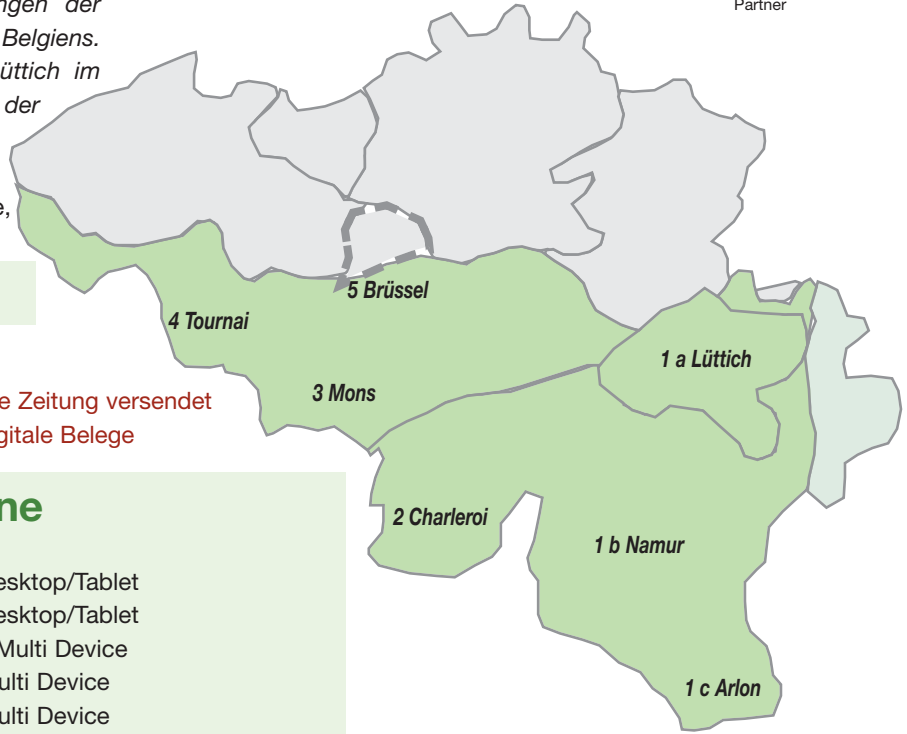 Partner
ngen der
Belgiens.
üttich im
der
e,
5 Brüssel
4 Tournai
1 a Lüttich
3 Mons
e Zeitung versendet
gitale Belege
ne
2 Charleroi
1 b Namur
esktop/Tablet
esktop/Tablet
Multi Device
ulti Device
1 c Arlon
ulti Device